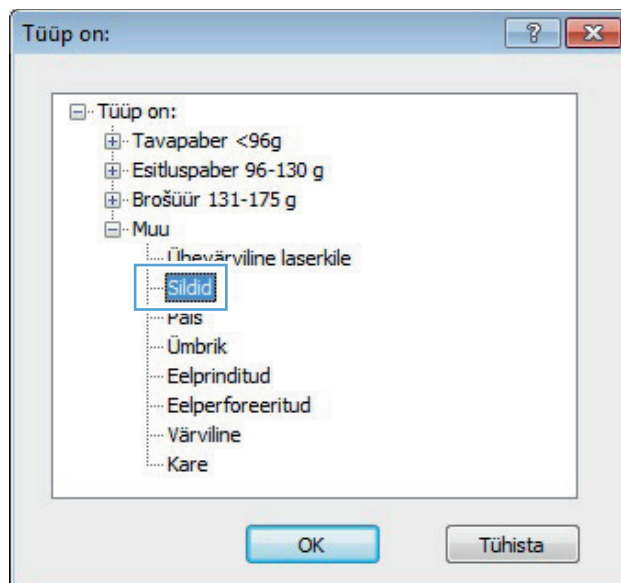 Tüüp on:
Tüüp on:
Tavapaber <96g
Esitluspaber 96-130 g
Brošüür 131-175 g
Muu
Ühevärviline laserkile
Sildid
Päis
Ümbrik
Eelprinditud
Eelperforeeritud
Värviline
Kare
OK Tühista